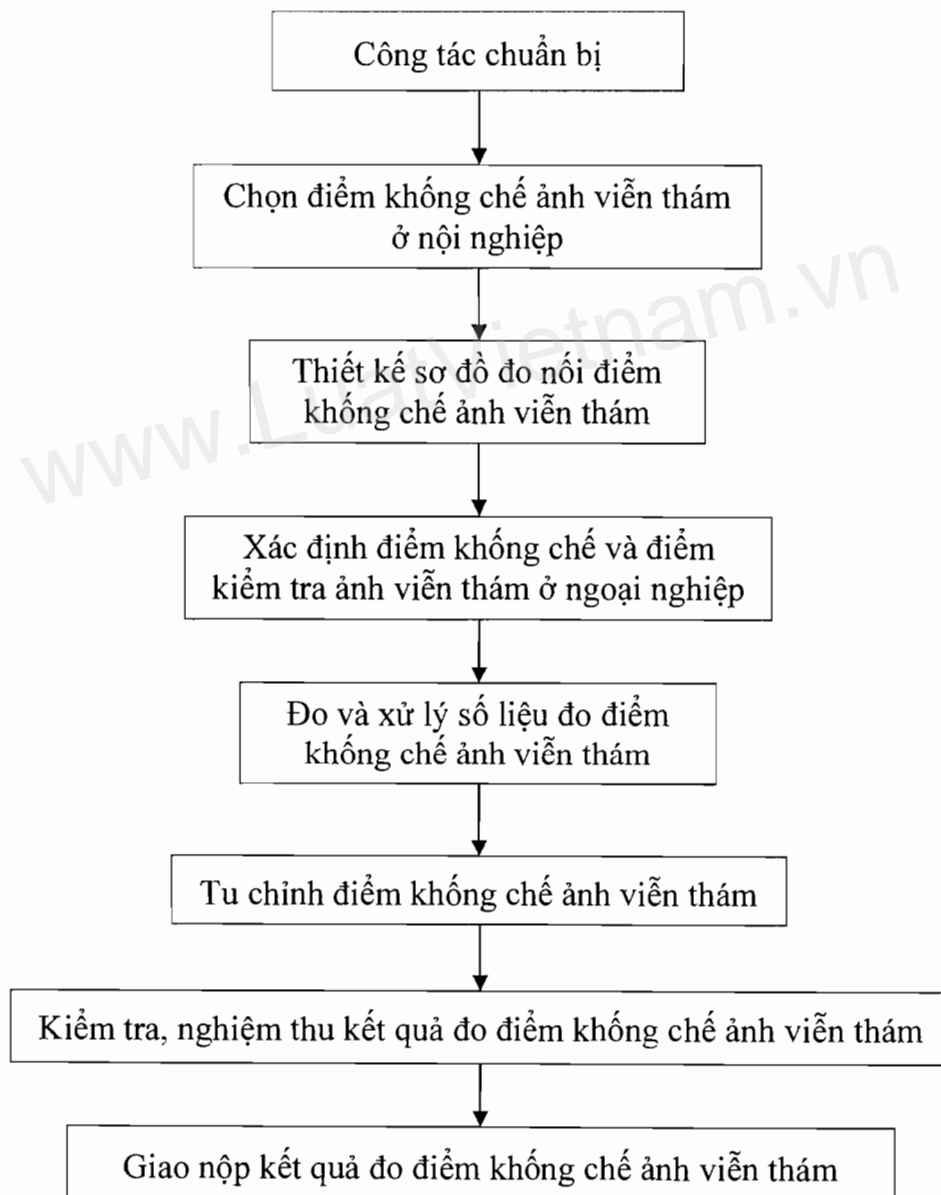 Công tác chuẩn bị
Chọn điểm khống chế ảnh viễn thám
ở nội nghiệp
Thiết kế sơ đồ đo nối điểm
khống chế ảnh viễn thám
www.LuatVietnam.vn
Xác định điểm khống chế và điểm
kiểm tra ảnh viễn thám ở ngoại nghiệp
Đo và xử lý số liệu đo điểm
khống chế ảnh viễn thám
Tu chỉnh điểm khống chế ảnh viễn thám
Kiểm tra, nghiệm thu kết quả đo điểm khống chế ảnh viễn thám
Giao nộp kết quả đo điểm khống chế ảnh viễn thám